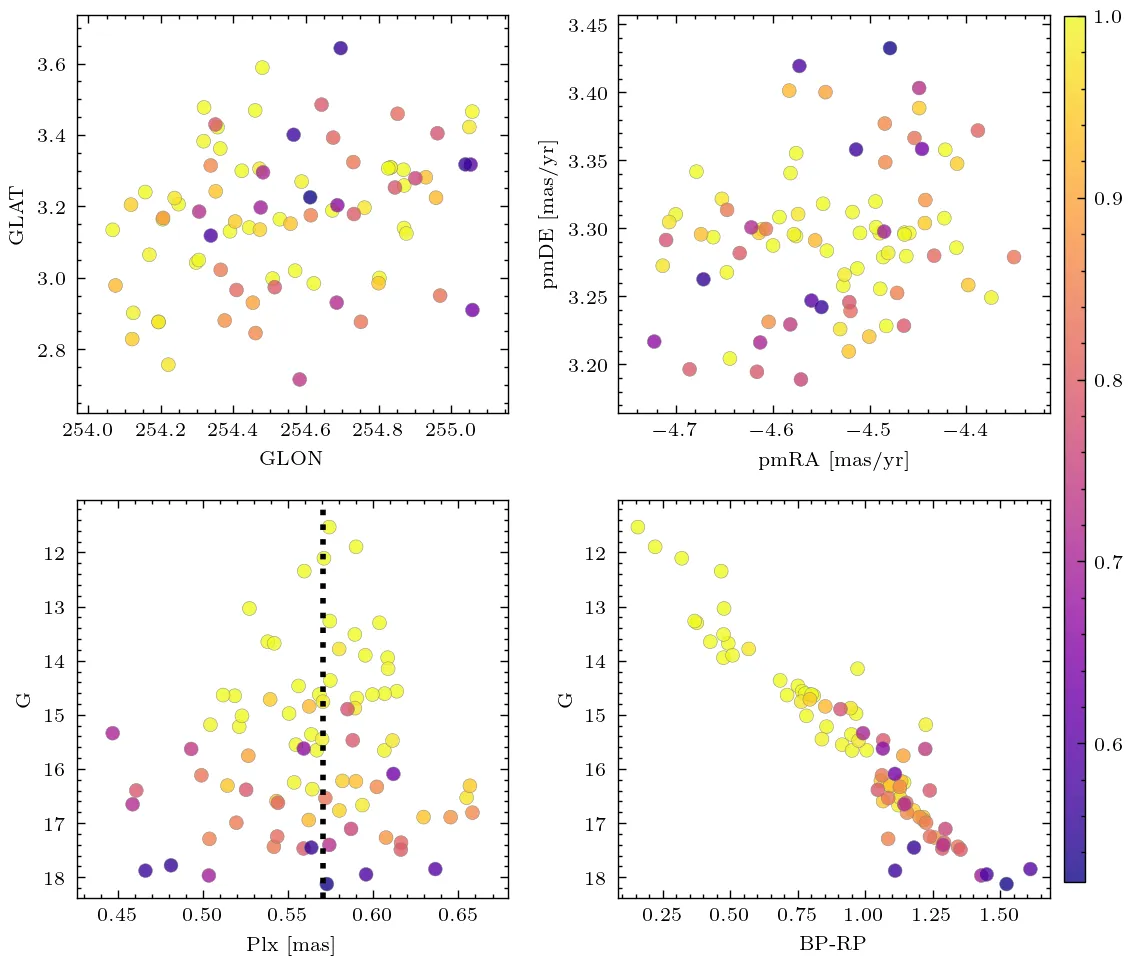 3.6
3.4
3.2
3.0
2.8
GLAT
254.0 254.2 254.4 254.6 254.8 255.0
GLON
3.45
3.40
3.35
3.30
3.25
3.20
pmDE [mas/yr]
−4.7 −4.6 −4.5 −4.4
pmRA [mas/yr]
1.0
0.9
0.8
0.7
0.6
12
13
14
15
16
17
18
G
0.45 0.50 0.55 0.60 0.65
Plx [mas]
12
13
14
15
16
17
18
G
0.25 0.50 0.75 1.00 1.25 1.50
BP-RP